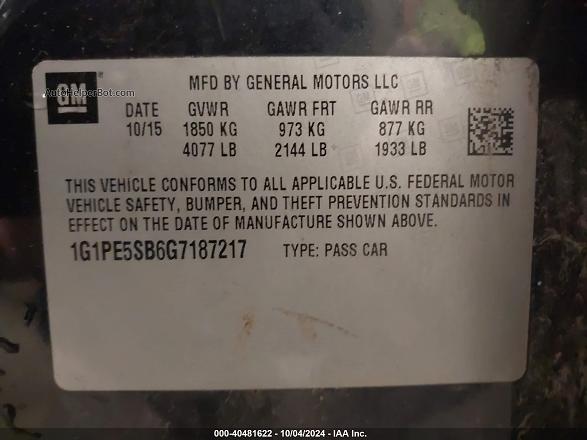 AutoHelperBot.com
GM ®
MFD BY GENERAL MOTORS LLC
DATE GVWR GAWR FRT GAWR RR
10/15 1850 KG 973 KG 877 KG
4077 LB 2144 LB 1933 LB
THIS VEHICLE CONFORMS TO ALL APPLICABLE U.S. FEDERAL MOTOR
VEHICLE SAFETY, BUMPER, AND THEFT PREVENTION STANDARDS IN
EFFECT ON THE DATE OF MANUFACTURE SHOWN ABOVE.
1G1PE5SB6G7187217 TYPE: PASS CAR
000-40481622 - 10/04/2024 - IAA Inc.